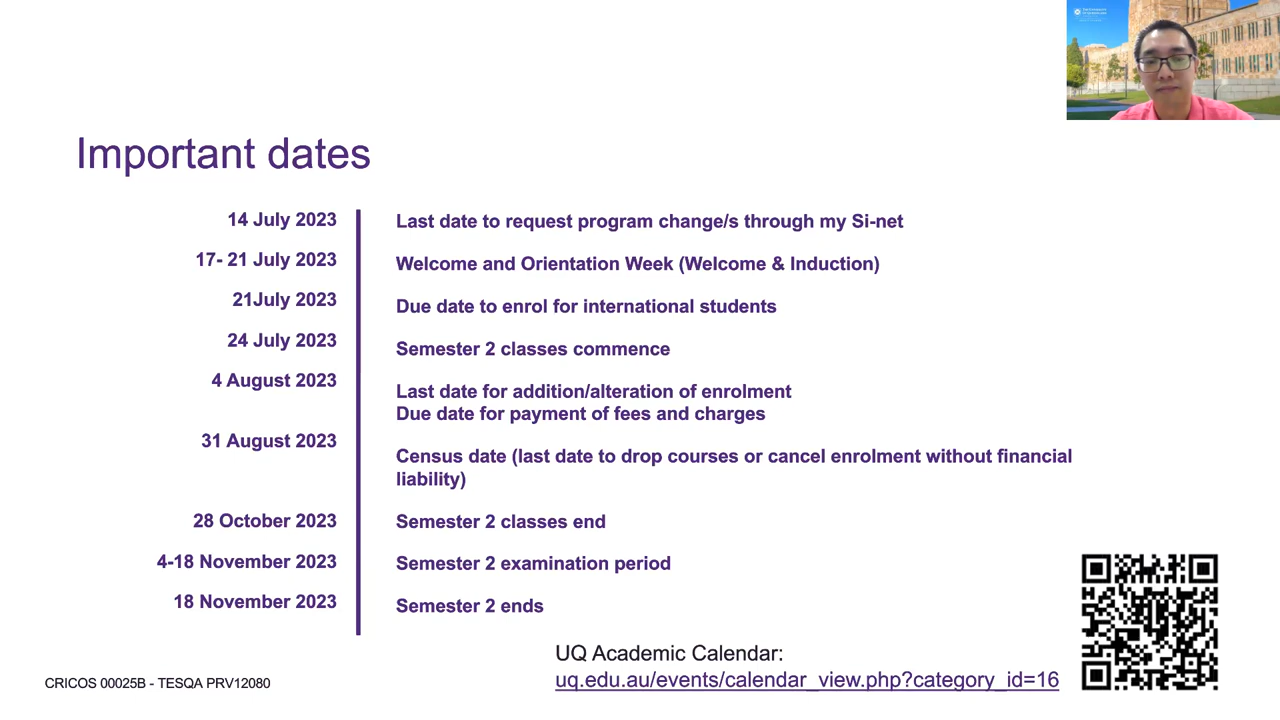 Important dates
14 July 2023 Last date to request program change/s through my Si-net
17- 21 July 2023 Welcome and Orientation Week (Welcome & Induction)
21July 2023 Due date to enrol for international students
24 July 2023 Semester 2 classes commence
4 August 2023 Last date for addition/alteration of enrolment
Due date for payment of fees and charges
31 August 2023 Census date (last date to drop courses or cancel enrolment without financial
liability)
28 October 2023 Semester 2 classes end
4-18 November 2023 Semester 2 examination period
18 November 2023 Semester 2 ends
UQ Academic Calendar:
uq.edu.au/events/calendar_view.php?category_id=16
CRICOS 00025B - TESQA PRV12080